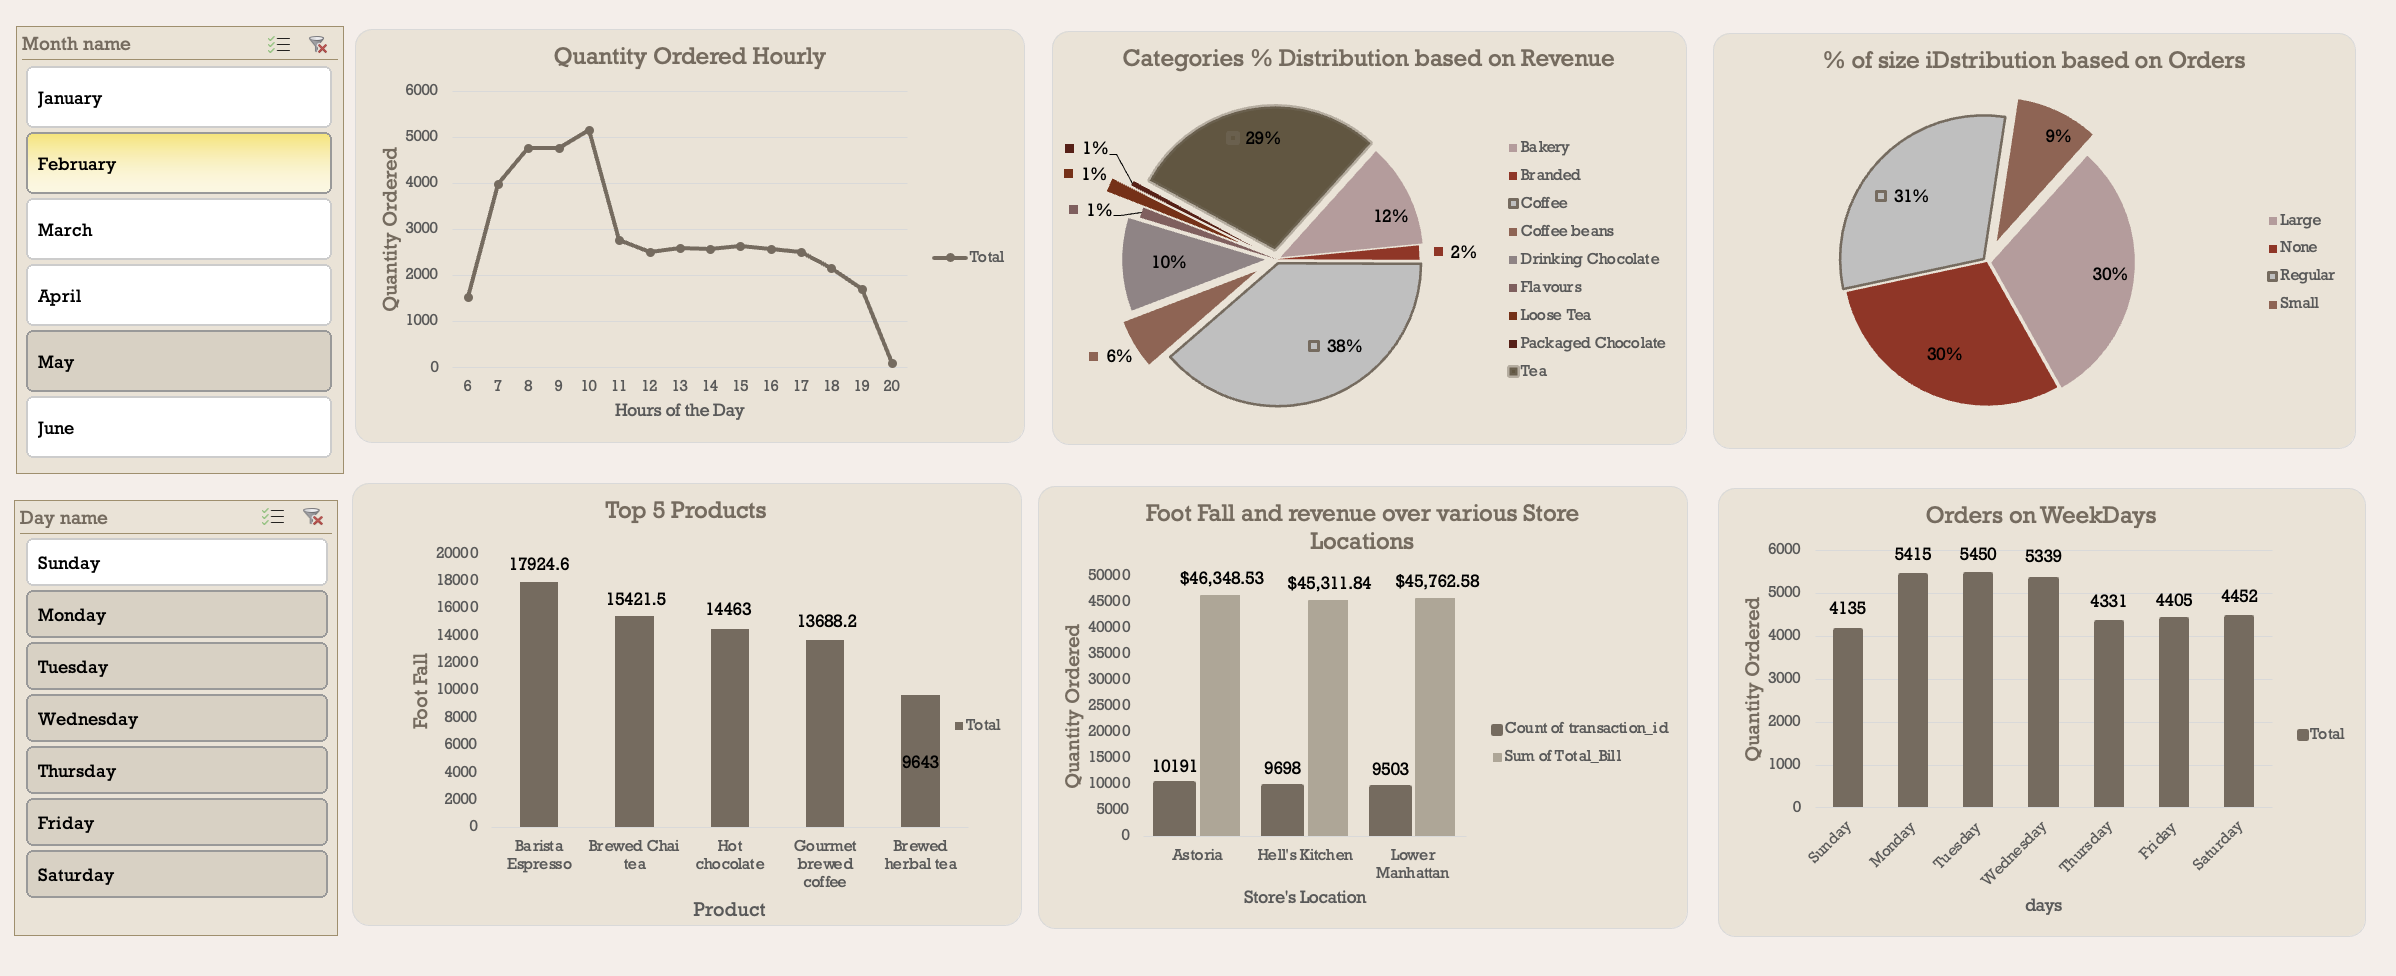 Month name
January
February
March
April
May
June
Quantity Ordered Hourly
Quantity Ordered
6000
5000
4000
3000
2000
1000
0
6 7 8 9 10 11 12 13 14 15 16 17 18 19 20
Hours of the Day
Total
Categories % Distribution based on Revenue
29%
12%
2%
38%
6%
10%
1%
1%
1%
Bakery
Branded
Coffee
Coffee beans
Drinking Chocolate
Flavours
Loose Tea
Packaged Chocolate
Tea
% of size iDstribution based on Orders
9%
31%
30%
30%
Large
None
Regular
Small
Day name
Sunday
Monday
Tuesday
Wednesday
Thursday
Friday
Saturday
Top 5 Products
Foot Fall
20000
18000
16000
14000
12000
10000
8000
6000
4000
2000
0
17924.6
15421.5
14463
13688.2
9643
Barista
Espresso
Brewed Chai
tea
Hot
chocolate
Gourmet
brewed
coffee
Brewed
herbal tea
Product
Total
Foot Fall and revenue over various Store
Locations
Quantity Ordered
50000
45000
40000
35000
30000
25000
20000
15000
10000
5000
0
$46,348.53
$45,311.84
$45,762.58
10191
9698
9503
Astoria
Hell's Kitchen
Lower
Manhattan
Store's Location
Count of transaction_id
Sum of Total_Bill
Orders on WeekDays
Quantity Ordered
6000
5000
4000
3000
2000
1000
0
4135
5415
5450
5339
4331
4405
4452
Sunday
Monday
Tuesday
Wednesday
Thursday
Friday
Saturday
days
Total